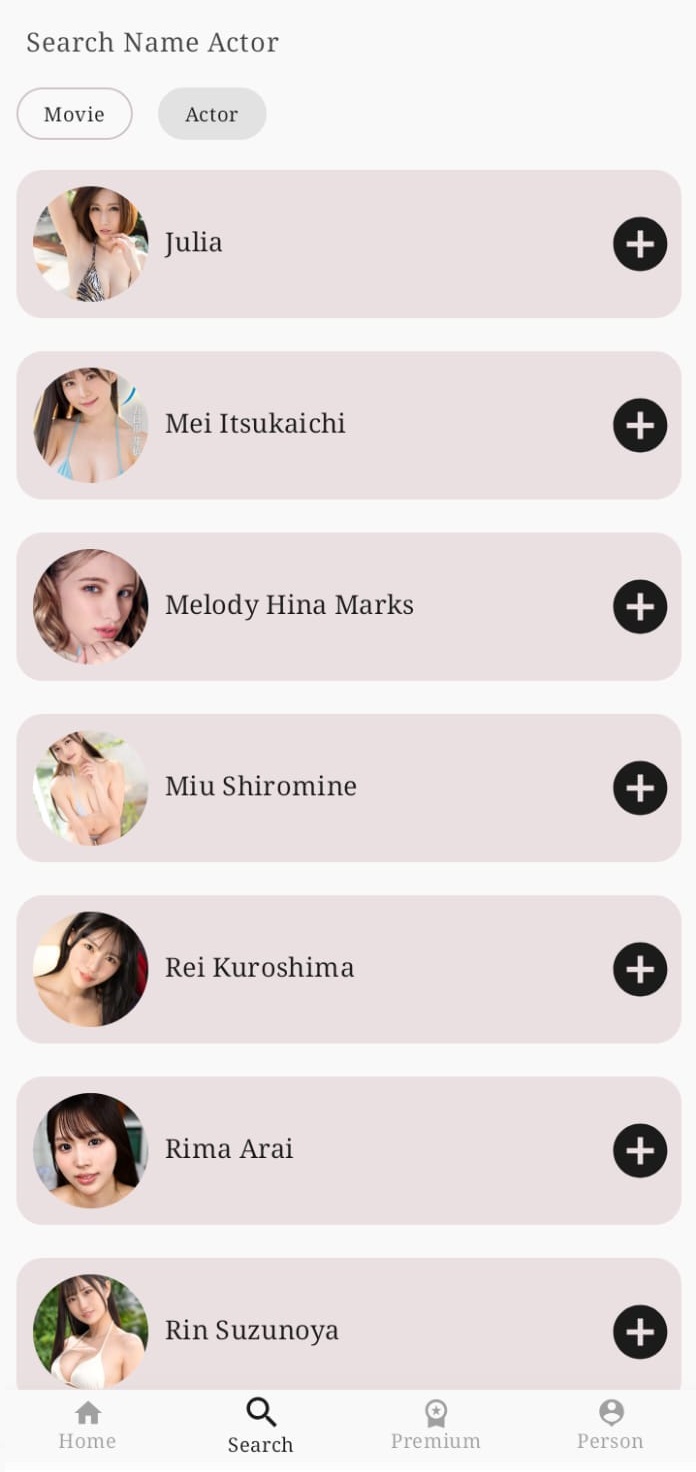 Search Name Actor
Movie
Actor
Julia
Mei Itsukaichi
Melody Hina Marks
Miu Shiromine
Rei Kuroshima
Rima Arai
Rin Suzunoya
Home
Search
Premium
Person